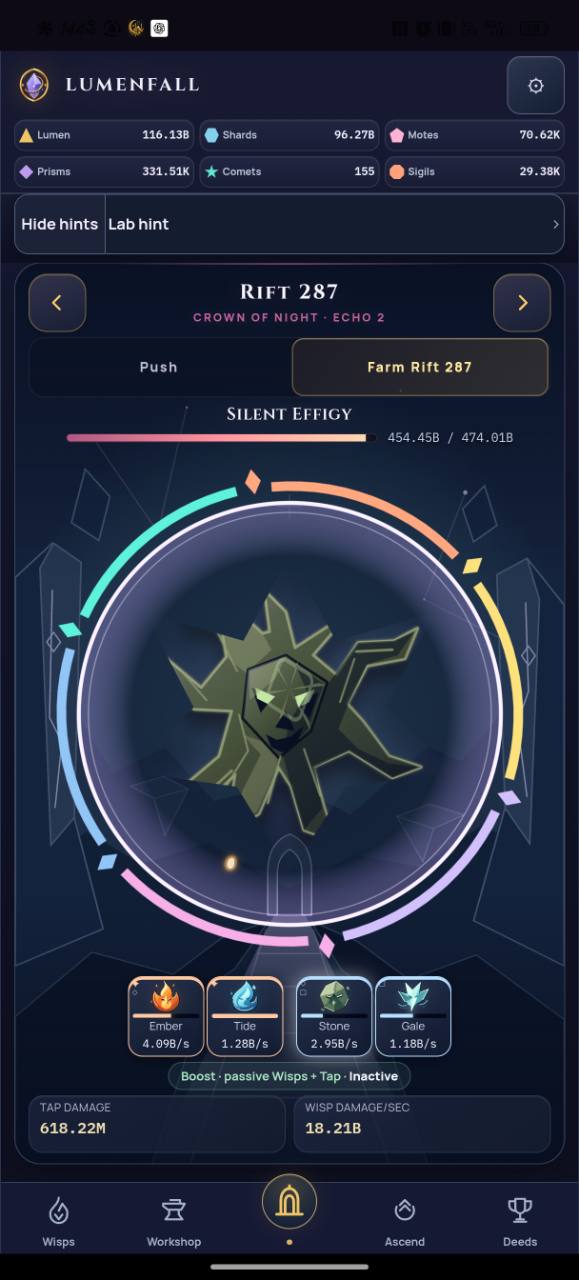 LUMENFALL
Lumen 116.13B
Shards 96.27B
Motes 70.62K
Prisms 331.51K
Comets 155
Sigils 29.38K
Hide hints
Lab hint
RIFT 287
CROWN OF NIGHT · ECHO 2
Push
Farm Rift 287
SILENT EFFIGY
454.45B / 474.01B
Ember
4.09B/s
Tide
1.28B/s
Stone
2.95B/s
Gale
1.18B/s
Boost · passive Wisps + Tap · Inactive
TAP DAMAGE
618.22M
WISP DAMAGE/SEC
18.21B
Wisps
Workshop
Ascend
Deeds